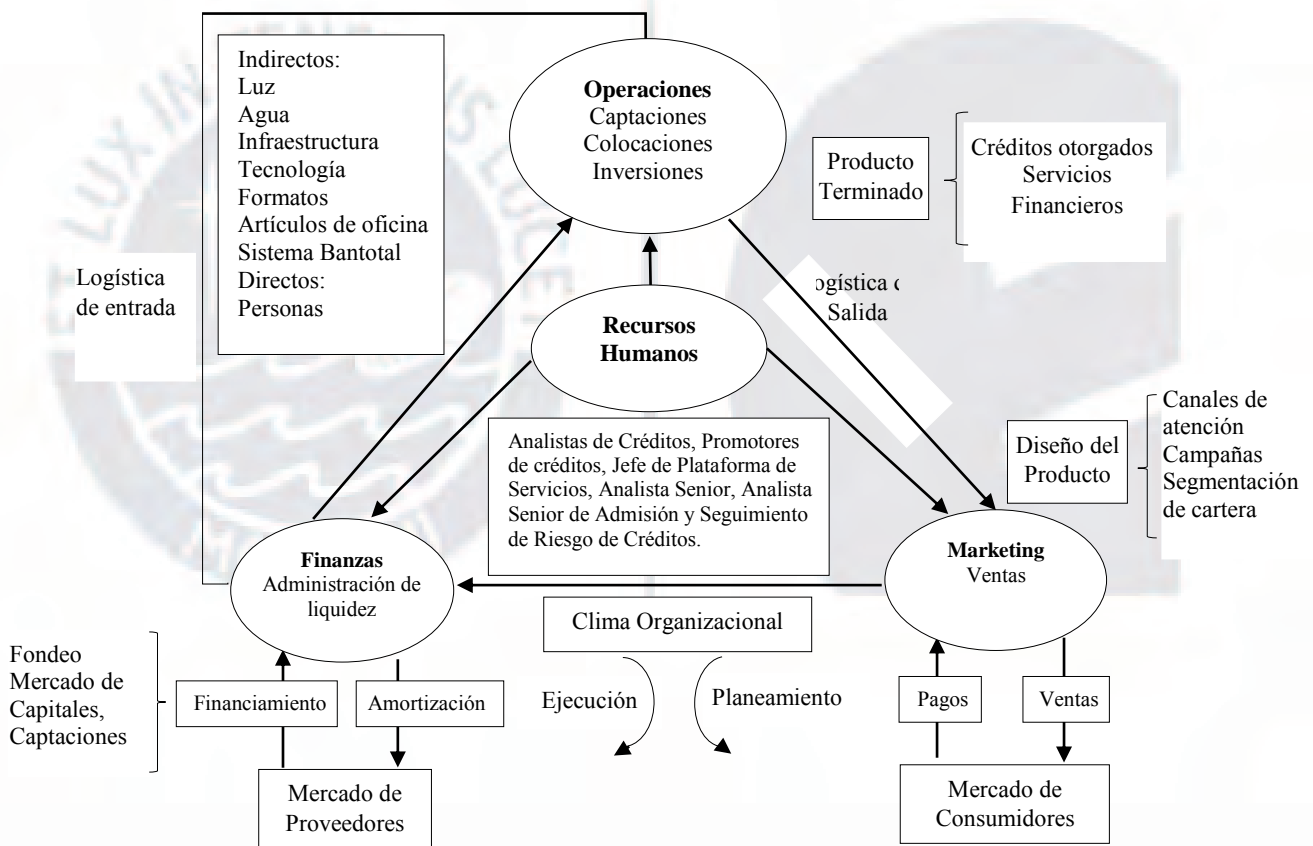 Indirectos:
Luz
Agua
Infraestructura
Tecnología
Formatos
Artículos de oficina
Sistema Bantotal
Directos:
Personas
Operaciones
Captaciones
Colocaciones
Inversiones
Producto
Terminado
Créditos otorgados
Servicios
Financieros
Logística
de entrada
ogística
Salida
Recursos
Humanos
Analistas de Créditos, Promotores
de créditos, Jefe de Plataforma de
Servicios, Analista Senior, Analista
Senior de Admisión y Seguimiento
de Riesgo de Créditos.
Diseño del
Producto
Canales de
atención
Campañas
Segmentación
de cartera
Finanzas
Administración de
liquidez
Marketing
Ventas
Clima Organizacional
Ejecución
Planeamiento
Fondeo
Mercado de
Capitales,
Captaciones
Financiamiento
Amortización
Pagos
Ventas
Mercado de
Proveedores
Mercado de
Consumidores